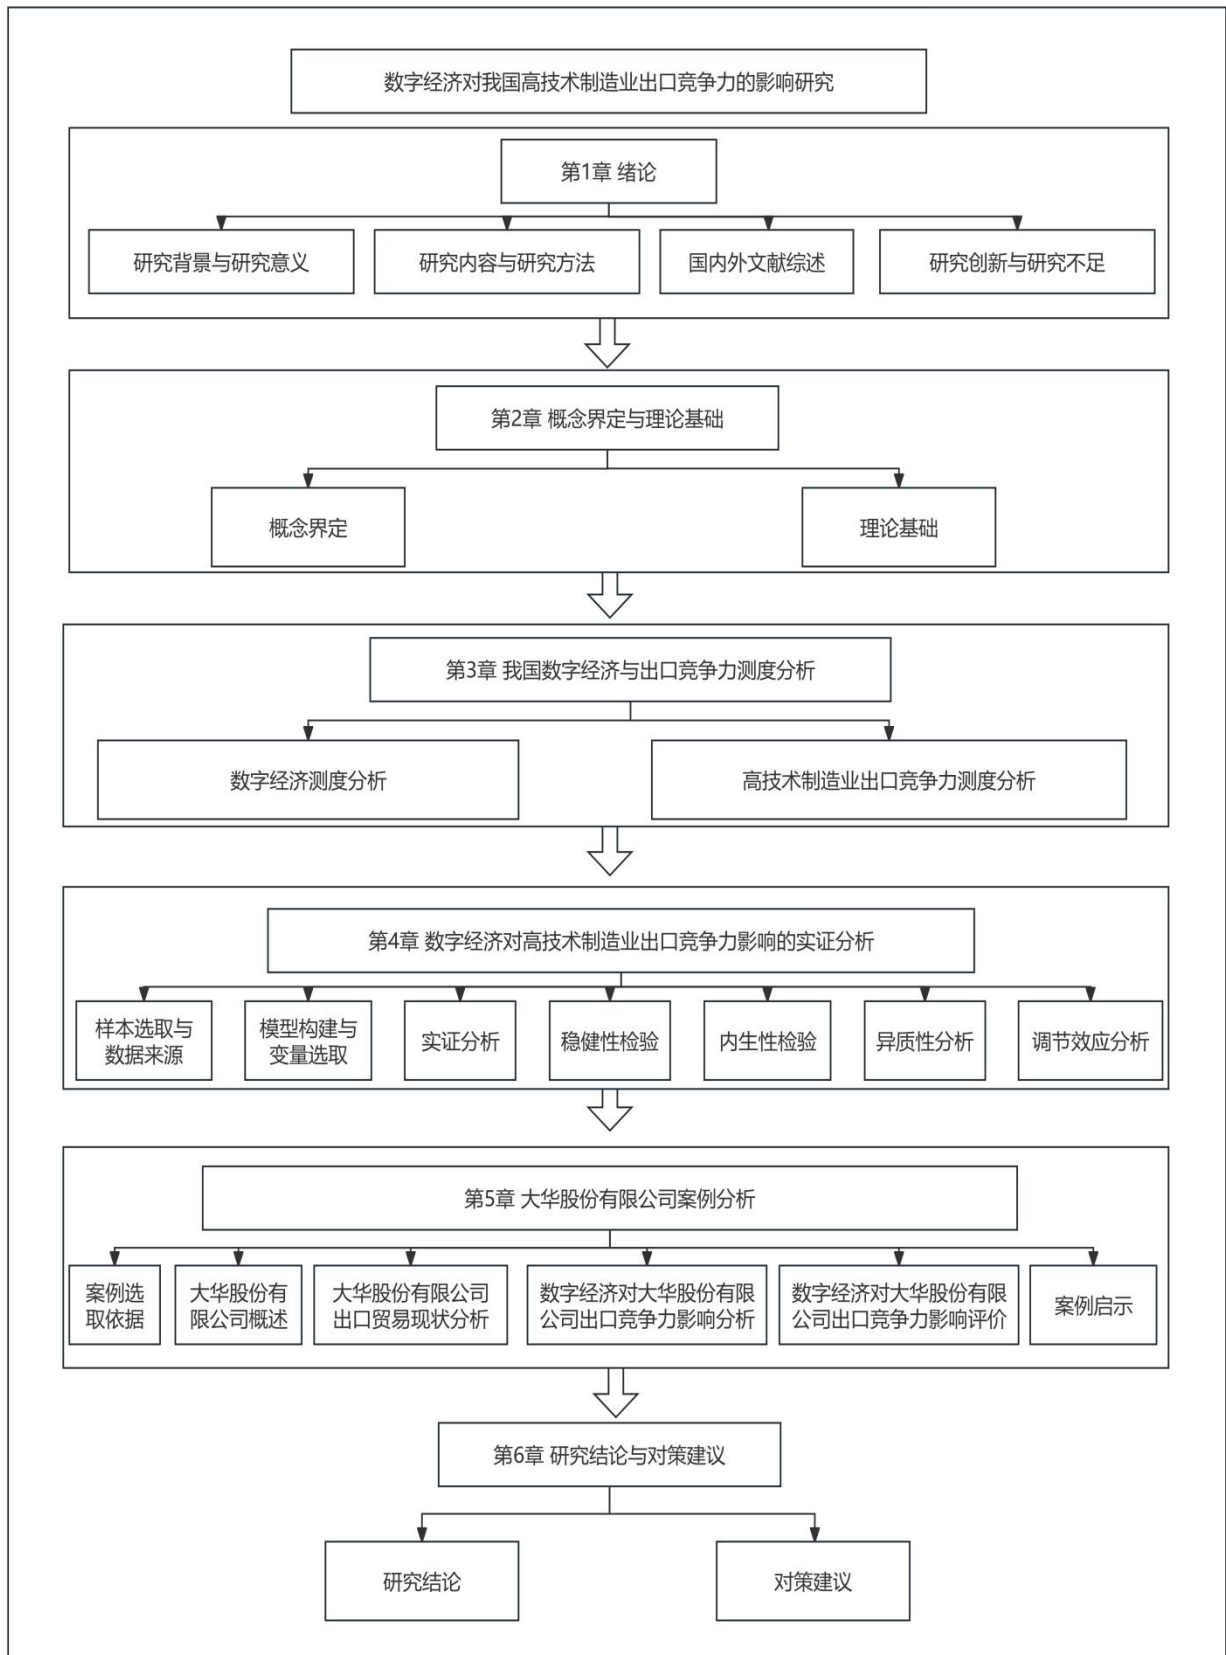 数字经济对我国高技术制造业出口竞争力的影响研究
第1章 绪论
研究背景与研究意义
研究内容与研究方法
国内外文献综述
研究创新与研究不足
第2章 概念界定与理论基础
概念界定
理论基础
第3章 我国数字经济与出口竞争力测度分析
数字经济测度分析
高技术制造业出口竞争力测度分析
第4章 数字经济对高技术制造业出口竞争力影响的实证分析
样本选取与
数据来源
模型构建与
变量选取
实证分析
稳健性检验
内生性检验
异质性分析
调节效应分析
第5章 大华股份有限公司案例分析
案例选
取依据
大华股份有
限公司概述
大华股份有限公司
出口贸易现状分析
数字经济对大华股份有限
公司出口竞争力影响分析
数字经济对大华股份有限
公司出口竞争力影响评价
案例启示
第6章 研究结论与对策建议
研究结论
对策建议